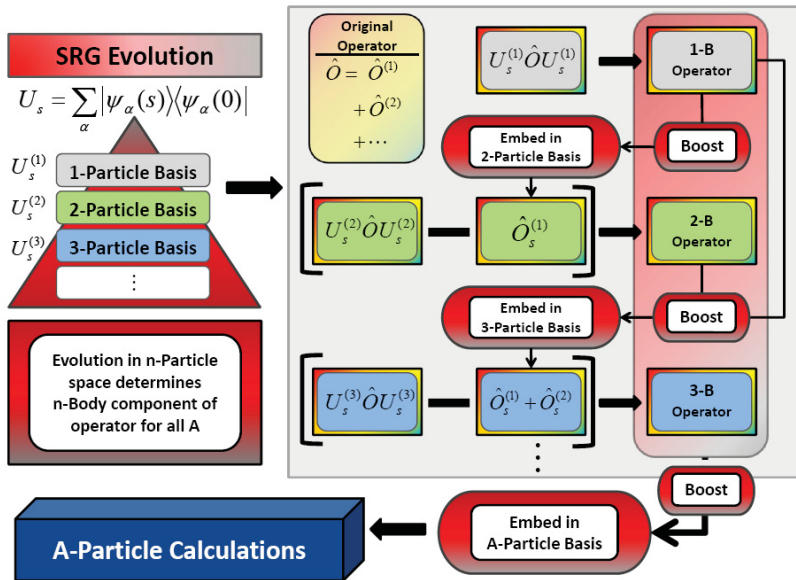 SRG Evolution
U_s = ∑_α |ψ_α(s)⟩⟨ψ_α(0)|
U_s^(1)
1-Particle Basis
U_s^(2)
2-Particle Basis
U_s^(3)
3-Particle Basis
⋮
Evolution in n-Particle
space determines
n-Body component of
operator for all A
Original
Operator
Ô = Ô^(1)
+ Ô^(2)
+ ⋯
U_s^(1) Ô U_s^(1)
1-B
Operator
Embed in
2-Particle Basis
Boost
U_s^(2) Ô U_s^(2)
Ô_s^(1)
2-B
Operator
Embed in
3-Particle Basis
Boost
U_s^(3) Ô U_s^(3)
Ô_s^(1) + Ô_s^(2)
3-B
Operator
⋮
Boost
Embed in
A-Particle Basis
A-Particle Calculations